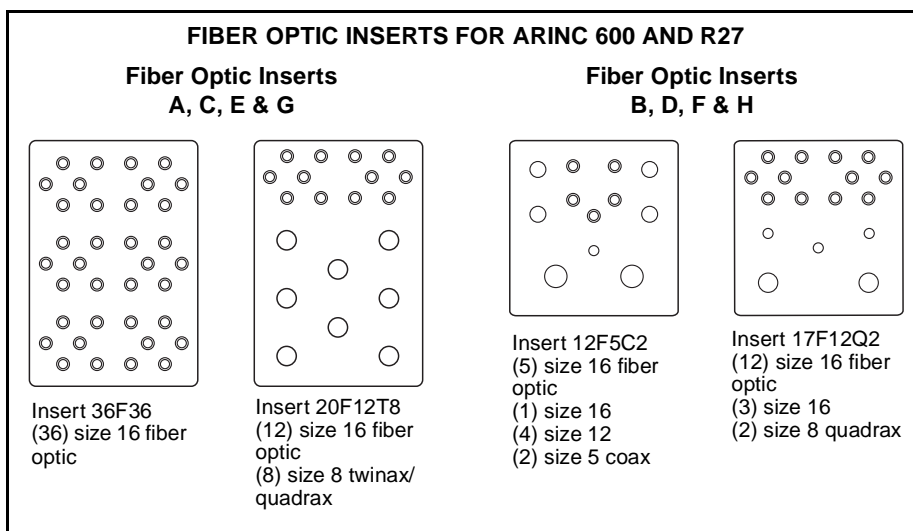 FIBER OPTIC INSERTS FOR ARINC 600 AND R27
Fiber Optic Inserts
A, C, E & G
Fiber Optic Inserts
B, D, F & H
Insert 36F36
(36) size 16 fiber
optic
Insert 20F12T8
(12) size 16 fiber
optic
(8) size 8 twinax/
quadrax
Insert 12F5C2
(5) size 16 fiber
optic
(1) size 16
(4) size 12
(2) size 5 coax
Insert 17F12Q2
(12) size 16 fiber
optic
(3) size 16
(2) size 8 quadrax